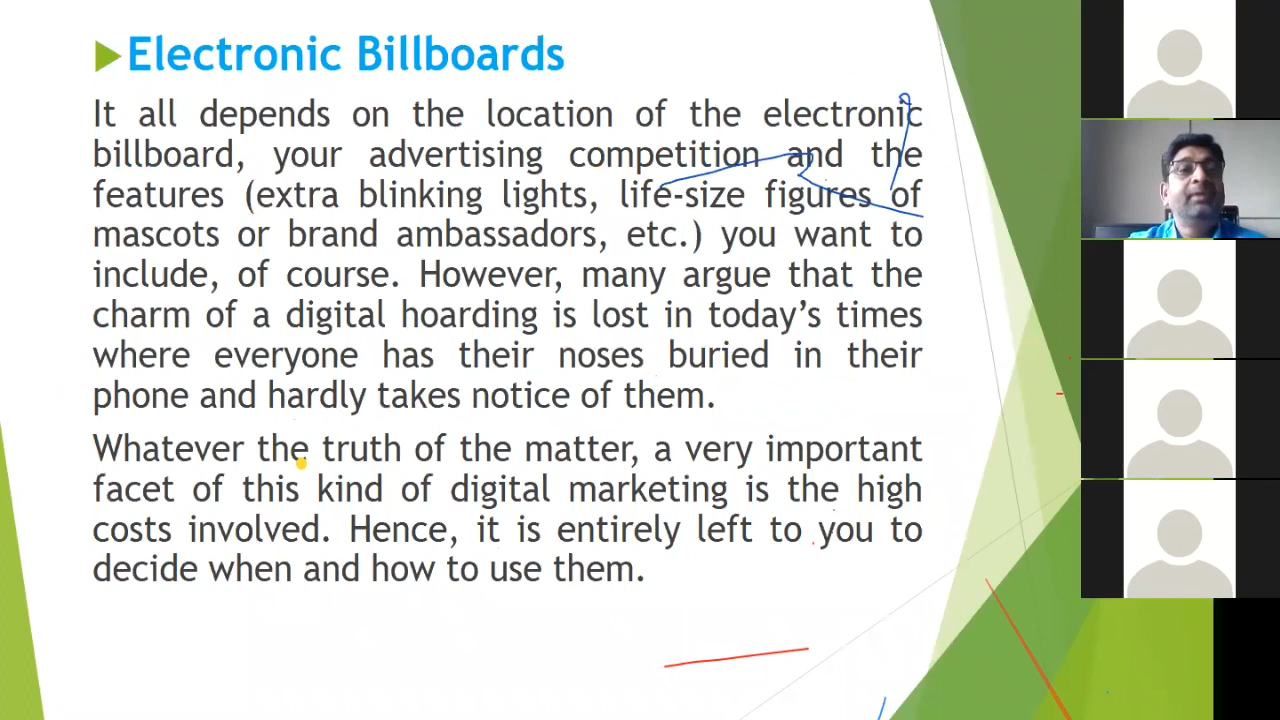 Electronic Billboards
It all depends on the location of the electronic
billboard, your advertising competition and the
features (extra blinking lights, life-size figures of
mascots or brand ambassadors, etc.) you want to
include, of course. However, many argue that the
charm of a digital hoarding is lost in today's times
where everyone has their noses buried in their
phone and hardly takes notice of them.
Whatever the truth of the matter, a very important
facet of this kind of digital marketing is the high
costs involved. Hence, it is entirely left to you to
decide when and how to use them.